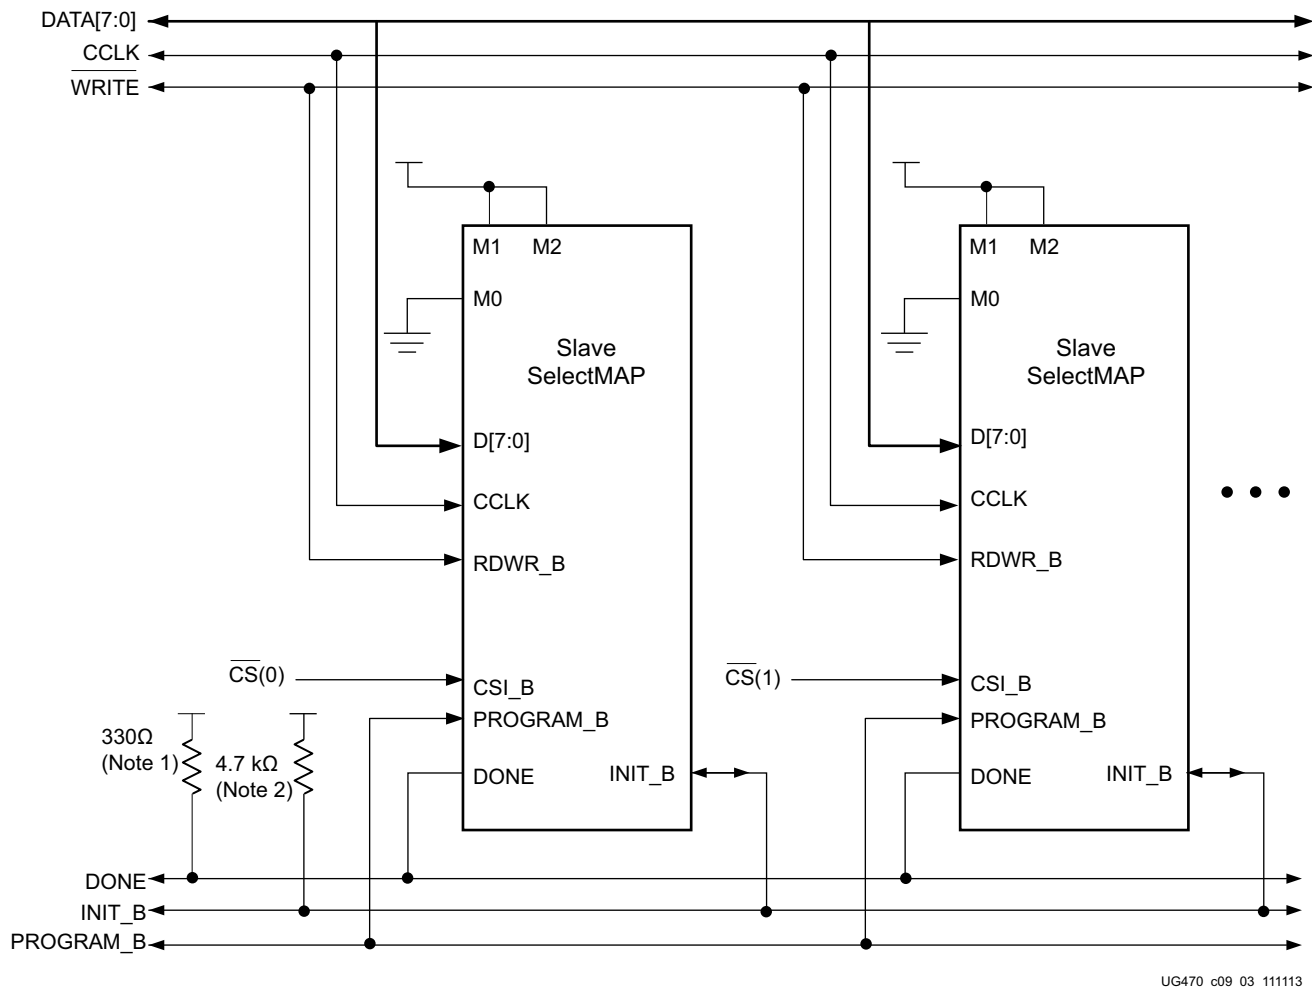 DATA[7:0]
CCLK
WRITE
M1 M2
M0
Slave
SelectMAP
D[7:0]
CCLK
RDWR_B
CS(0)
CSI_B
PROGRAM_B
DONE
INIT_B
M1 M2
M0
Slave
SelectMAP
D[7:0]
CCLK
RDWR_B
CS(1)
CSI_B
PROGRAM_B
DONE
INIT_B
330Ω
(Note 1)
4.7 kΩ
(Note 2)
DONE
INIT_B
PROGRAM_B
UG470_c09_03_111113